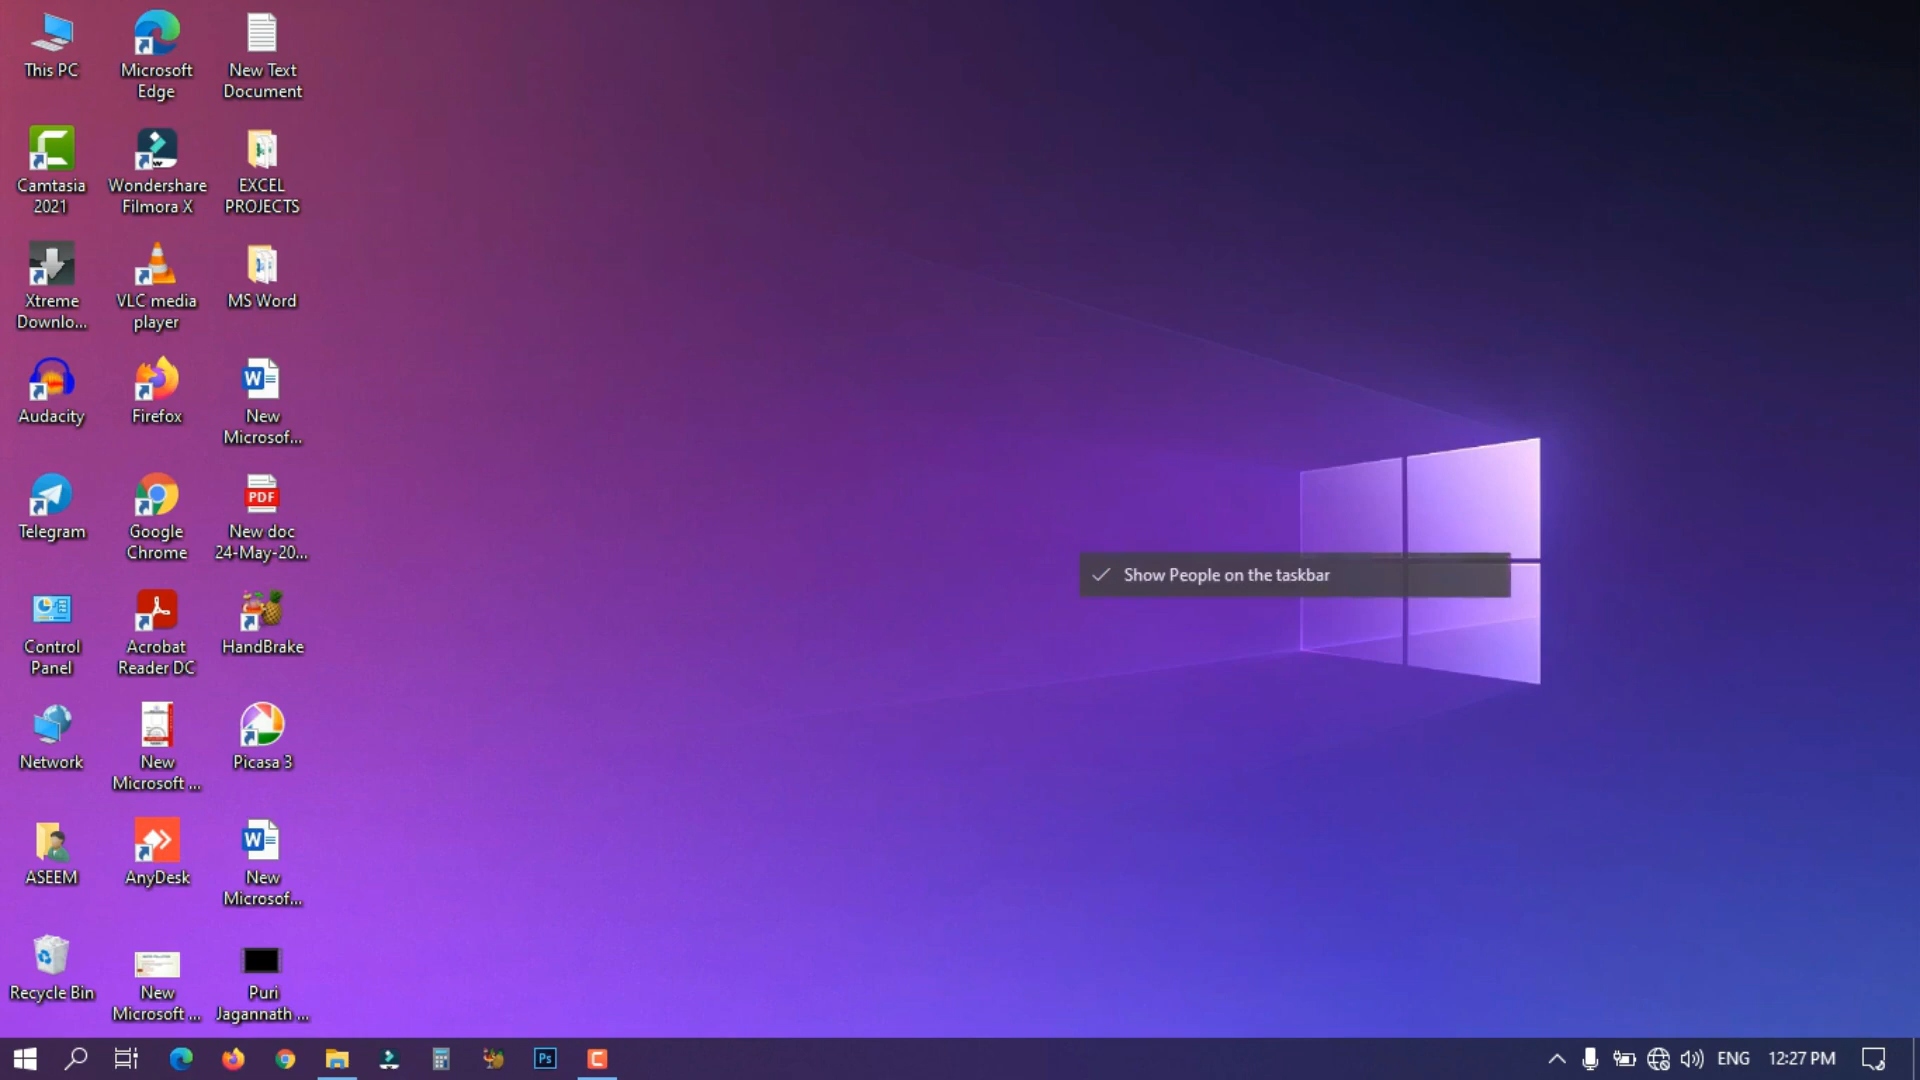 This PC
Microsoft
Edge
New Text
Document
Camtasia
2021
Wondershare
Filmora X
EXCEL
PROJECTS
Xtreme
Downlo...
VLC media
player
MS Word
Audacity
Firefox
New
Microsof...
Telegram
Google
Chrome
PDF
New doc
24-May-20...
Show People on the taskbar
Control
Panel
Acrobat
Reader DC
HandBrake
Network
New
Microsoft ...
Picasa 3
ASEEM
AnyDesk
New
Microsof...
Recycle Bin
New
Microsoft ...
Puri
Jagannath ...
Ps
ENG
12:27 PM